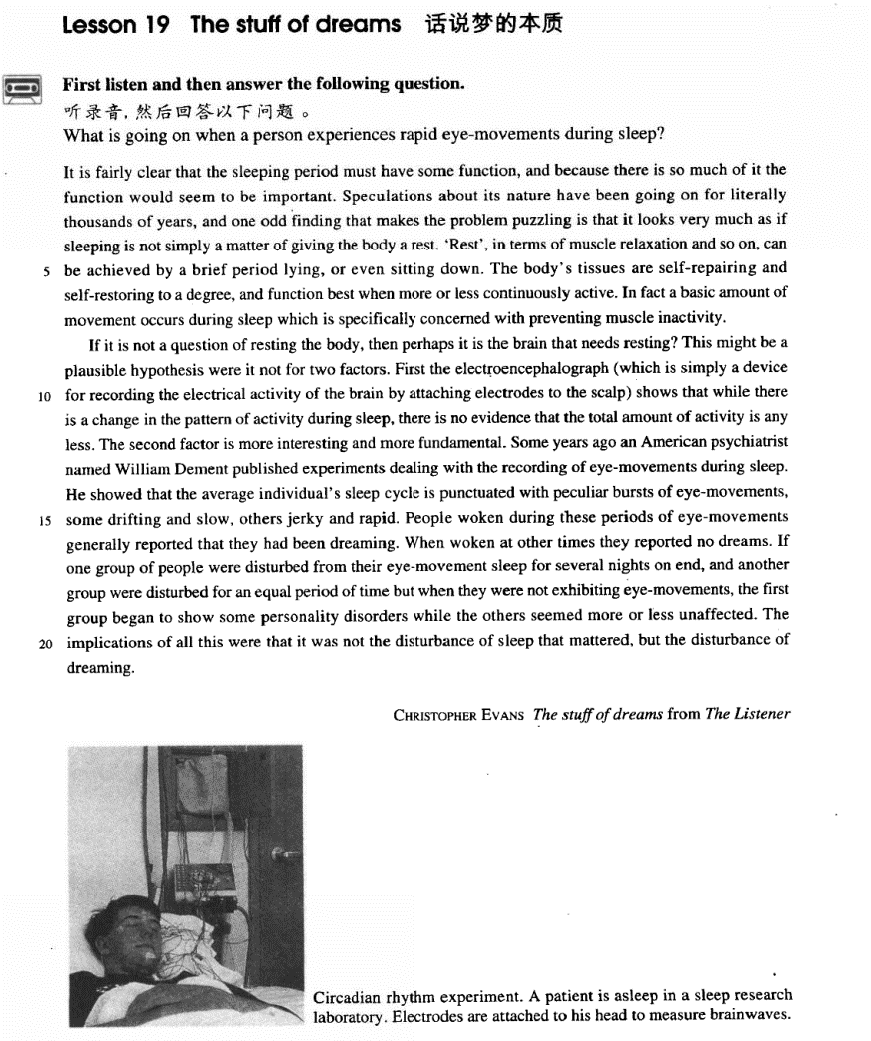 Lesson 19 The stuff of dreams 话说梦的本质
First listen and then answer the following question.
听录音, 然后回答以下问题。
What is going on when a person experiences rapid eye-movements during sleep?
It is fairly clear that the sleeping period must have some function, and because there is so much of it the
function would seem to be important. Speculations about its nature have been going on for literally
thousands of years, and one odd finding that makes the problem puzzling is that it looks very much as if
sleeping is not simply a matter of giving the body a rest. 'Rest', in terms of muscle relaxation and so on, can
5 be achieved by a brief period lying, or even sitting down. The body's tissues are self-repairing and
self-restoring to a degree, and function best when more or less continuously active. In fact a basic amount of
movement occurs during sleep which is specifically concerned with preventing muscle inactivity.
If it is not a question of resting the body, then perhaps it is the brain that needs resting? This might be a
plausible hypothesis were it not for two factors. First the electroencephalograph (which is simply a device
10 for recording the electrical activity of the brain by attaching electrodes to the scalp) shows that while there
is a change in the pattern of activity during sleep, there is no evidence that the total amount of activity is any
less. The second factor is more interesting and more fundamental. Some years ago an American psychiatrist
named William Dement published experiments dealing with the recording of eye-movements during sleep.
He showed that the average individual's sleep cycle is punctuated with peculiar bursts of eye-movements,
15 some drifting and slow, others jerky and rapid. People woken during these periods of eye-movements
generally reported that they had been dreaming. When woken at other times they reported no dreams. If
one group of people were disturbed from their eye-movement sleep for several nights on end, and another
group were disturbed for an equal period of time but when they were not exhibiting eye-movements, the first
group began to show some personality disorders while the others seemed more or less unaffected. The
20 implications of all this were that it was not the disturbance of sleep that mattered, but the disturbance of
dreaming.
CHRISTOPHER EVANS The stuff of dreams from The Listener
Circadian rhythm experiment. A patient is asleep in a sleep research
laboratory. Electrodes are attached to his head to measure brainwaves.